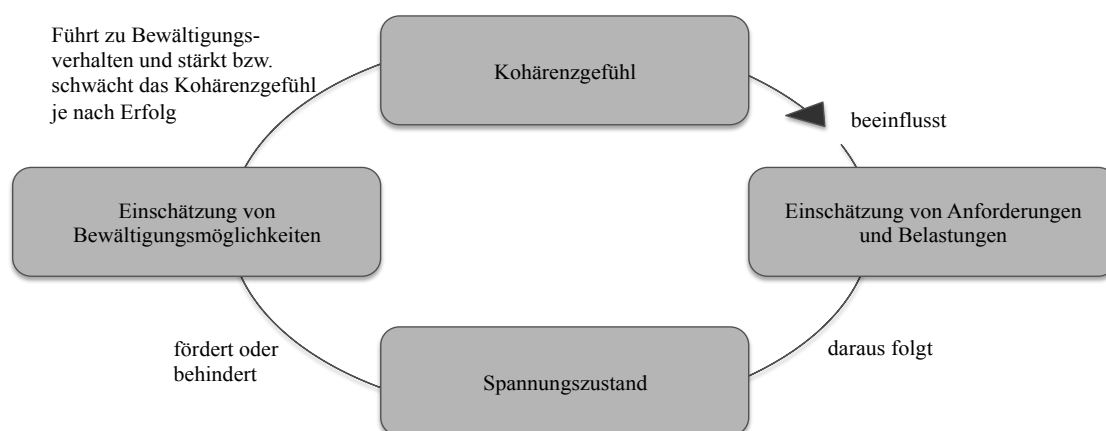 Führt zu Bewältigungs-
verhalten und stärkt bzw.
schwächt das Kohärenzgefühl
je nach Erfolg
Kohärenzgefühl
beeinflusst
Einschätzung von
Bewältigungsmöglichkeiten
Einschätzung von Anforderungen
und Belastungen
fördert oder
behindert
daraus folgt
Spannungszustand